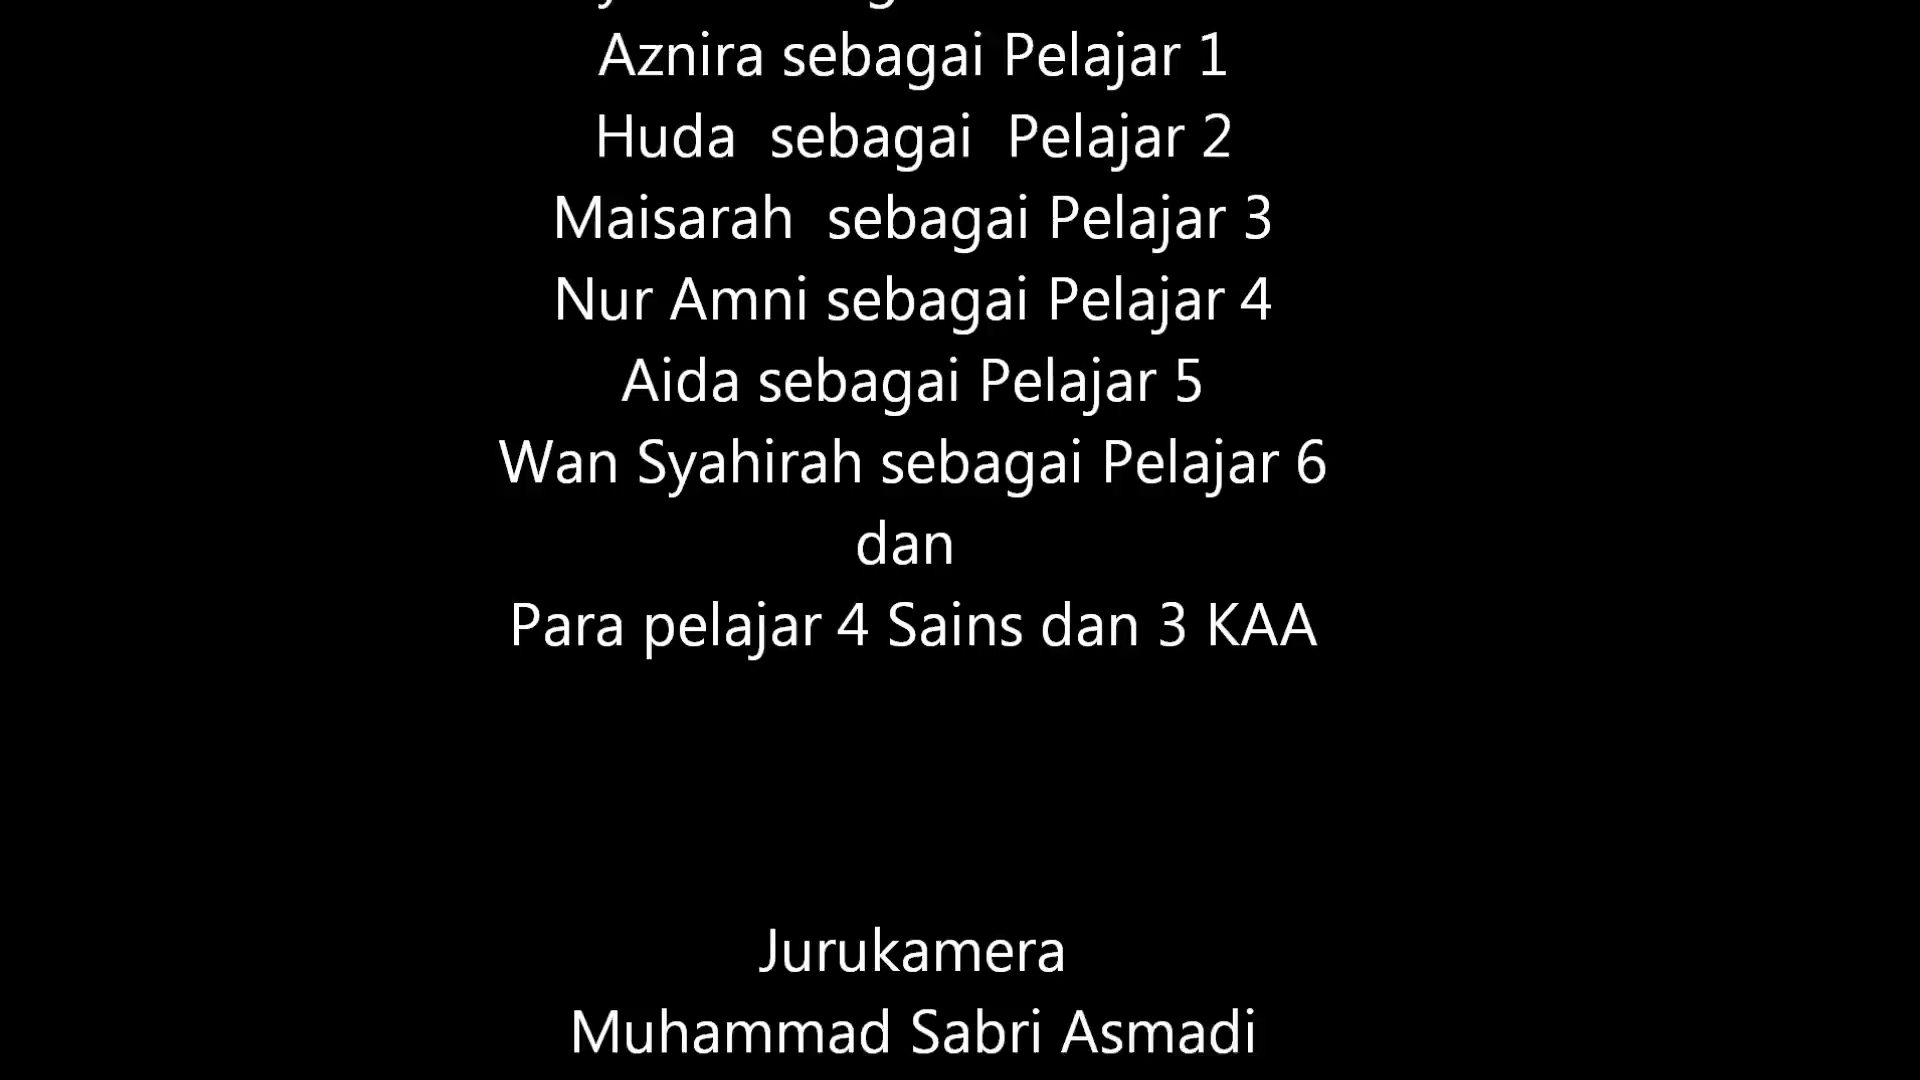 Aznira sebagai Pelajar 1
Huda  sebagai  Pelajar 2
Maisarah  sebagai Pelajar 3
Nur Amni sebagai Pelajar 4
Aida sebagai Pelajar 5
Wan Syahirah sebagai Pelajar 6
dan
Para pelajar 4 Sains dan 3 KAA
Jurukamera
Muhammad Sabri Asmadi